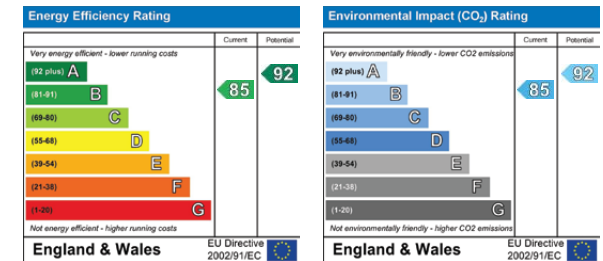 Energy Efficiency Rating
Current Potential
Very energy efficient - lower running costs
(92 plus) A
92
(81-91) B
85
(69-80) C
(55-68) D
(39-54) E
(21-38) F
(1-20) G
Not energy efficient - higher running costs
England & Wales
EU Directive
2002/91/EC
Environmental Impact (CO₂) Rating
Current Potential
Very environmentally friendly - lower CO2 emissions
(92 plus) A
92
(81-91) B
85
(69-80) C
(55-68) D
(39-54) E
(21-38) F
(1-20) G
Not environmentally friendly - higher CO2 emissions
England & Wales
EU Directive
2002/91/EC